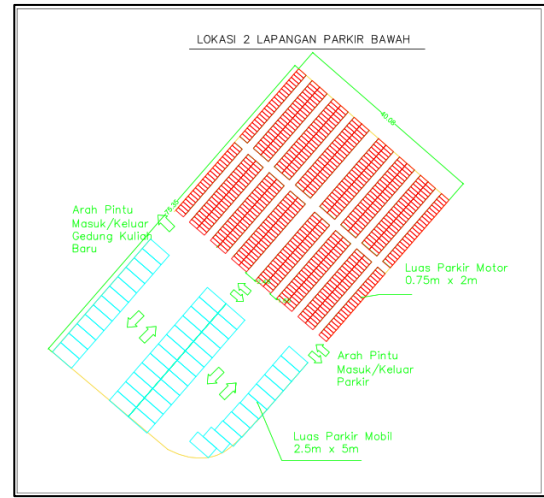 LOKASI 2 LAPANGAN PARKIR BAWAH
Arah Pintu
Masuk/Keluar
Gedung Kuliah
Baru
Luas Parkir Motor
0.75m x 2m
Arah Pintu
Masuk/Keluar
Parkir
Luas Parkir Mobil
2.5m x 5m